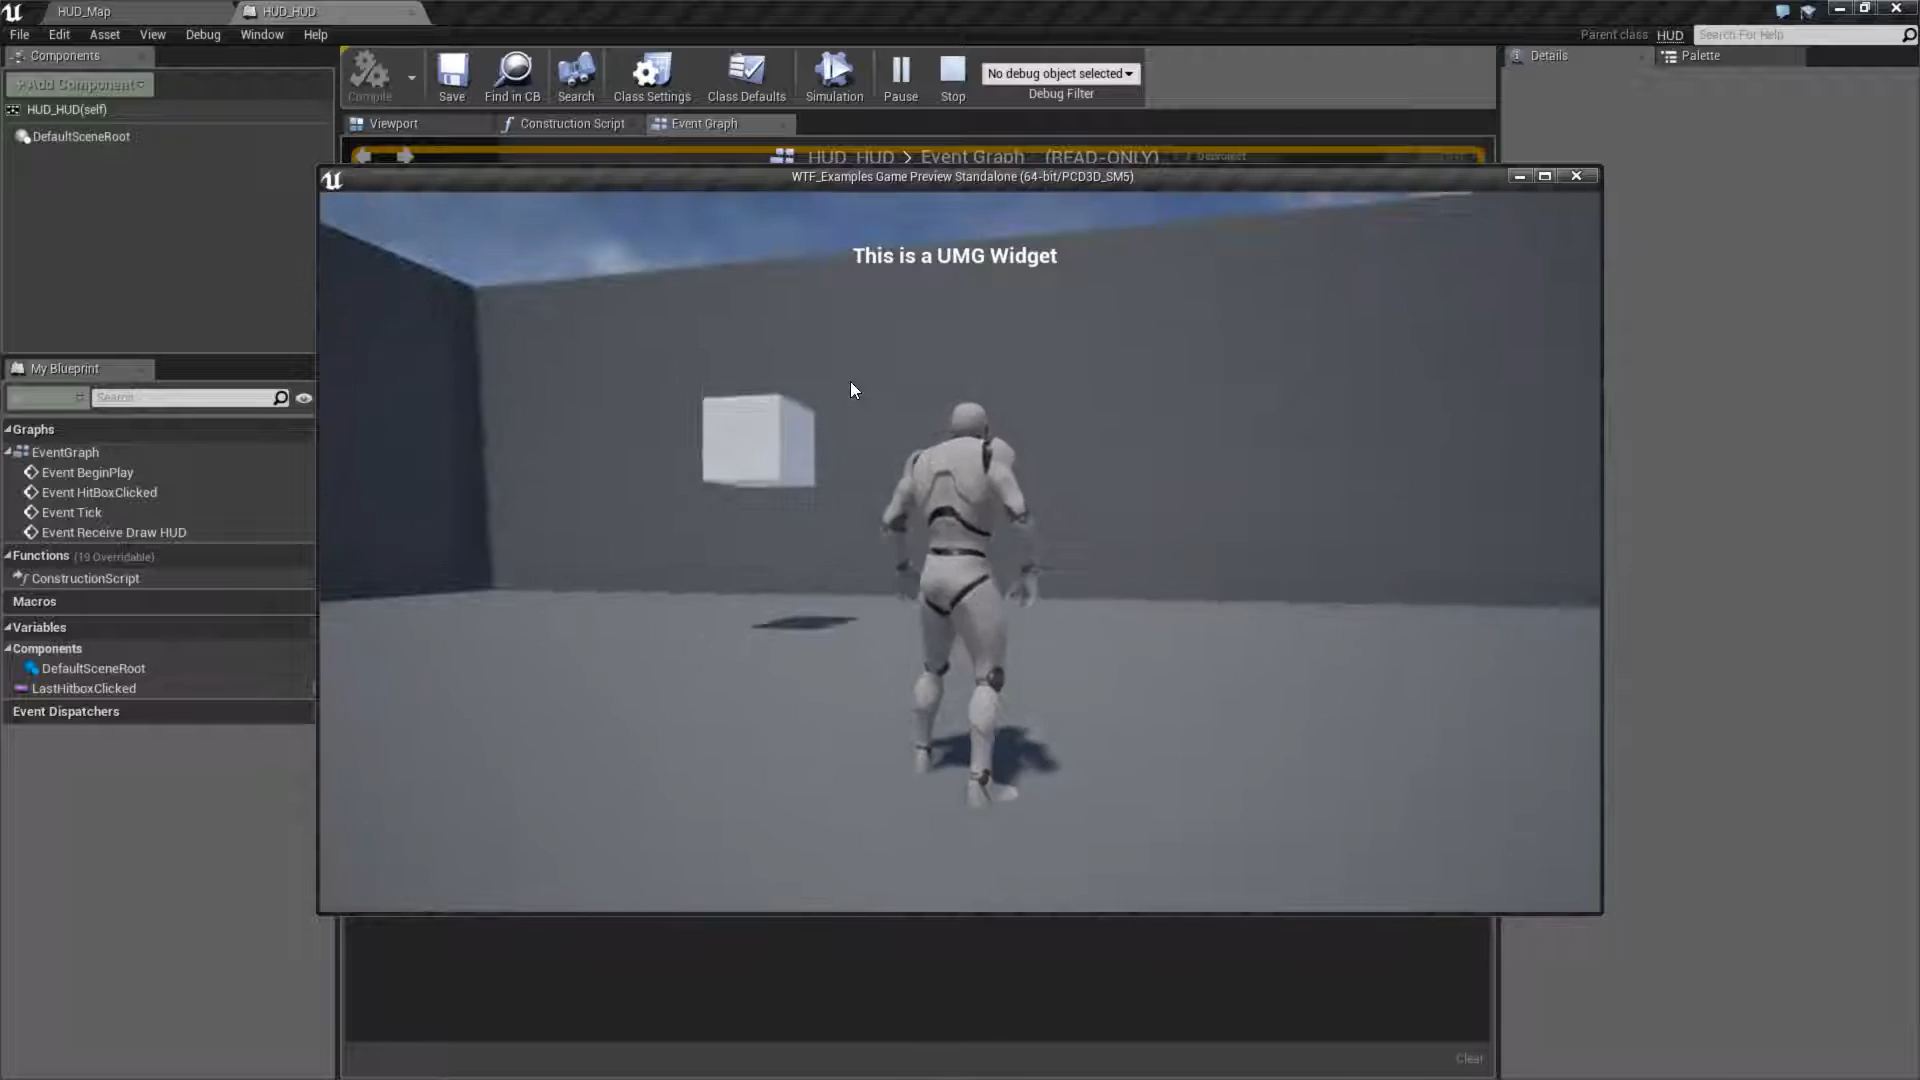 HUD_Map
HUD_HUD
File Edit Asset View Debug Window Help
Parent class HUD Search For Help
Components
+Add Component
HUD_HUD(self)
DefaultSceneRoot
Compile
Save
Find in CB
Search
Class Settings
Class Defaults
Simulation
Pause
Stop
No debug object selected
Debug Filter
Details
Palette
Viewport
Construction Script
Event Graph
HUD_HUD > Event Graph (READ-ONLY)
WTF_Examples Game Preview Standalone (64-bit/PCD3D_SM5)
This is a UMG Widget
My Blueprint
Search
Graphs
EventGraph
Event BeginPlay
Event HitBoxClicked
Event Tick
Event Receive Draw HUD
Functions (19 Overridable)
ConstructionScript
Macros
Variables
Components
DefaultSceneRoot
LastHitboxClicked
Event Dispatchers
Clear